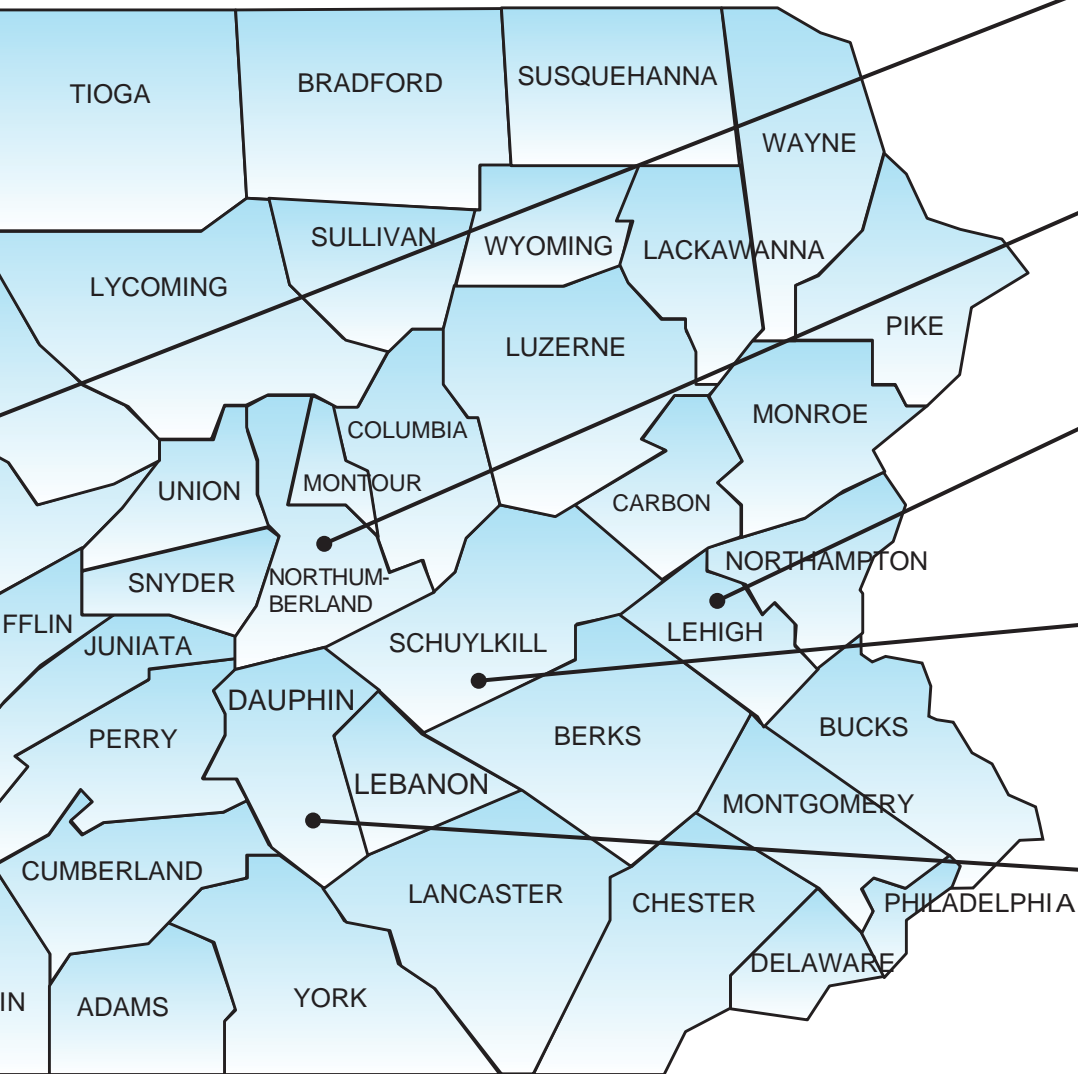 TIOGA
BRADFORD
SUSQUEHANNA
WAYNE
SULLIVAN
WYOMING
LACKAWANNA
LYCOMING
PIKE
LUZERNE
MONROE
COLUMBIA
MONTOUR
UNION
CARBON
NORTHAMPTON
SNYDER
NORTHUM-
BERLAND
FFLIN
JUNIATA
SCHUYLKILL
LEHIGH
DAUPHIN
PERRY
BERKS
BUCKS
LEBANON
MONTGOMERY
CUMBERLAND
LANCASTER
CHESTER
PHILADELPHIA
DELAWARE
IN
ADAMS
YORK